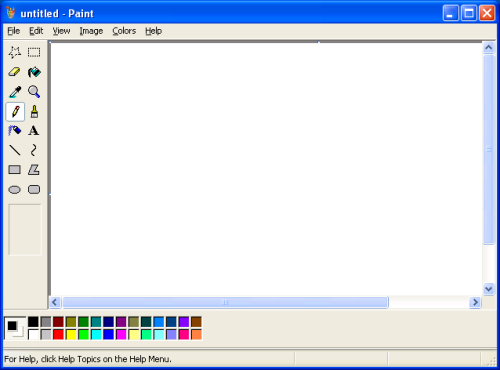 untitled - Paint
File Edit View Image Colors Help
A
For Help, click Help Topics on the Help Menu.